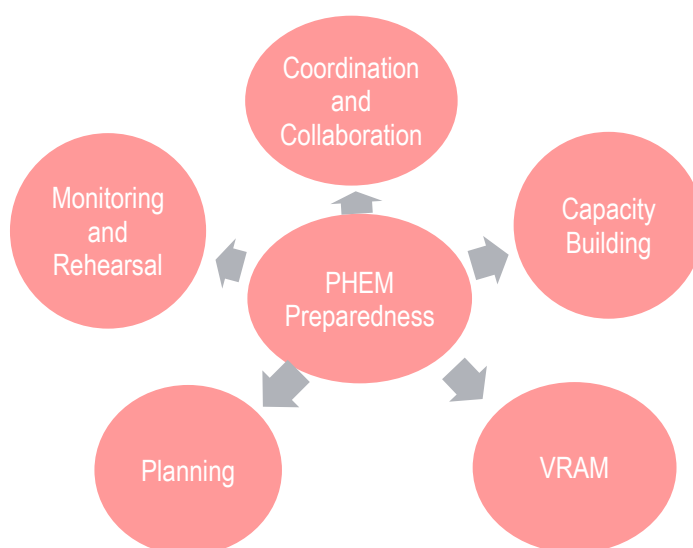 Coordination
and
Collaboration
Monitoring
and
Rehearsal
Capacity
Building
PHEM
Preparedness
Planning
VRAM